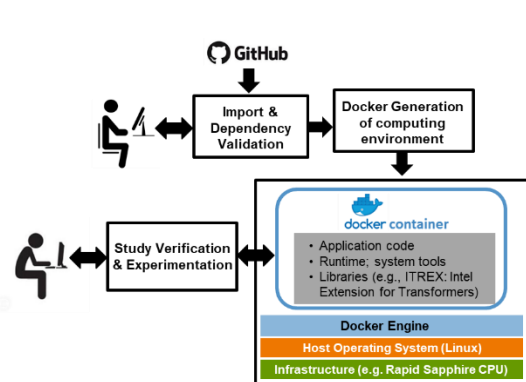 GitHub
Import &
Dependency
Validation
Docker Generation
of computing
environment
docker container
• Application code
• Runtime; system tools
• Libraries (e.g., ITREX: Intel
Extension for Transformers)
Study Verification
& Experimentation
Docker Engine
Host Operating System (Linux)
Infrastructure (e.g. Rapid Sapphire CPU)